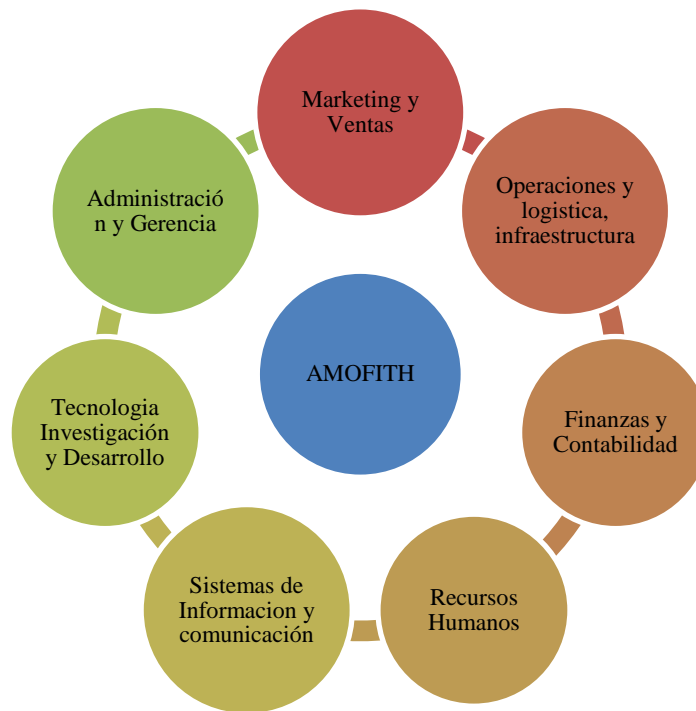 Marketing y
Ventas
Operaciones y
logistica,
infraestructura
Finanzas y
Contabilidad
Recursos
Humanos
Sistemas de
Informacion y
comunicación
Tecnologia
Investigación
y Desarrollo
Administració
n y Gerencia
AMOFITH